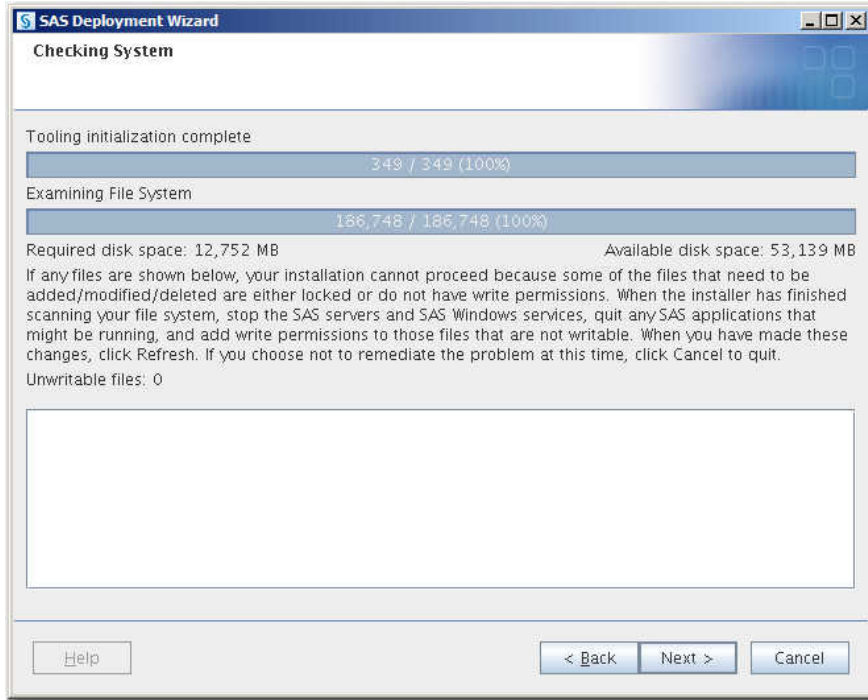 SAS Deployment Wizard
Checking System
Tooling initialization complete
349 / 349 (100%)
Examining File System
186,748 / 186,748 (100%)
Required disk space: 12,752 MB Available disk space: 53,139 MB
If any files are shown below, your installation cannot proceed because some of the files that need to be
added/modified/deleted are either locked or do not have write permissions. When the installer has finished
scanning your file system, stop the SAS servers and SAS Windows services, quit any SAS applications that
might be running, and add write permissions to those files that are not writable. When you have made these
changes, click Refresh. If you choose not to remediate the problem at this time, click Cancel to quit.
Unwritable files: 0
Help < Back Next > Cancel